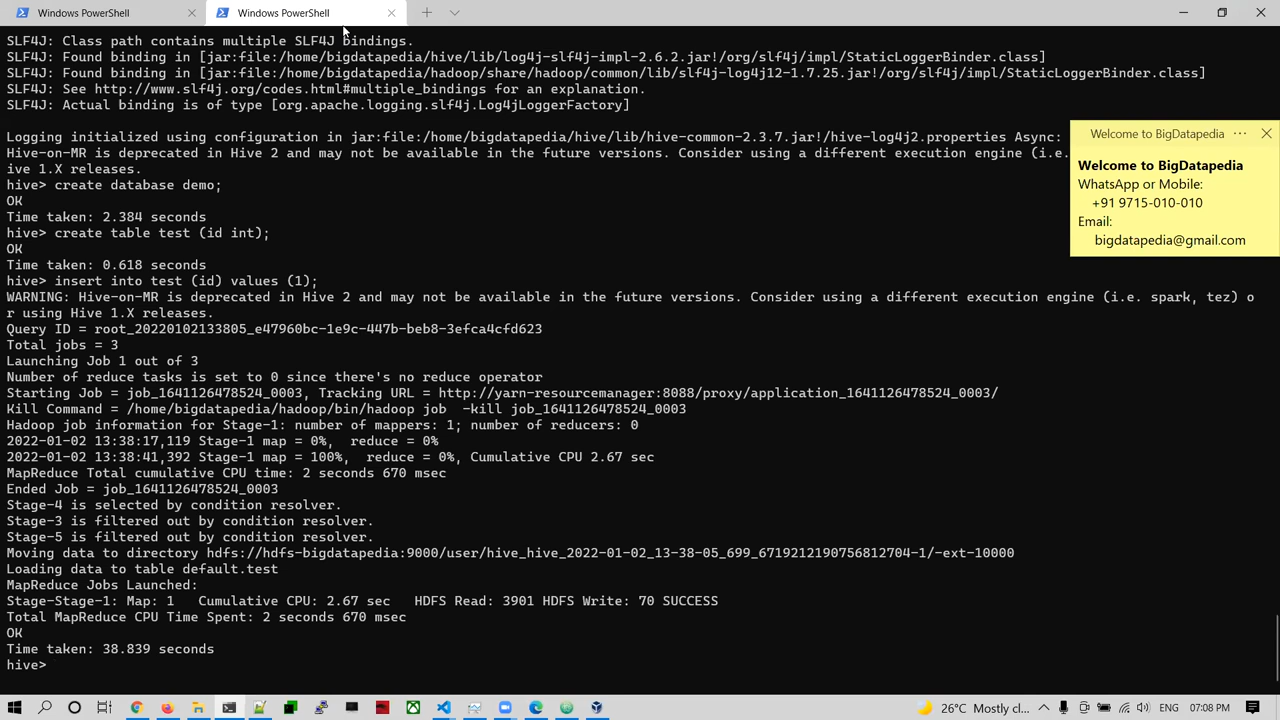 Windows PowerShell
Windows PowerShell
SLF4J: Class path contains multiple SLF4J bindings.
SLF4J: Found binding in [jar:file:/home/bigdatapedia/hive/lib/log4j-slf4j-impl-2.6.2.jar!/org/slf4j/impl/StaticLoggerBinder.class]
SLF4J: Found binding in [jar:file:/home/bigdatapedia/hadoop/share/hadoop/common/lib/slf4j-log4j12-1.7.25.jar!/org/slf4j/impl/StaticLoggerBinder.class]
SLF4J: See http://www.slf4j.org/codes.html#multiple_bindings for an explanation.
SLF4J: Actual binding is of type [org.apache.logging.slf4j.Log4jLoggerFactory]
Logging initialized using configuration in jar:file:/home/bigdatapedia/hive/lib/hive-common-2.3.7.jar!/hive-log4j2.properties Async:
Hive-on-MR is deprecated in Hive 2 and may not be available in the future versions. Consider using a different execution engine (i.e.
ive 1.X releases.
hive> create database demo;
OK
Time taken: 2.384 seconds
hive> create table test (id int);
OK
Time taken: 0.618 seconds
hive> insert into test (id) values (1);
WARNING: Hive-on-MR is deprecated in Hive 2 and may not be available in the future versions. Consider using a different execution engine (i.e. spark, tez) o
r using Hive 1.X releases.
Query ID = root_20220102133805_e47960bc-1e9c-447b-beb8-3efca4cfd623
Total jobs = 3
Launching Job 1 out of 3
Number of reduce tasks is set to 0 since there's no reduce operator
Starting Job = job_1641126478524_0003, Tracking URL = http://yarn-resourcemanager:8088/proxy/application_1641126478524_0003/
Kill Command = /home/bigdatapedia/hadoop/bin/hadoop job  -kill job_1641126478524_0003
Hadoop job information for Stage-1: number of mappers: 1; number of reducers: 0
2022-01-02 13:38:17,119 Stage-1 map = 0%,  reduce = 0%
2022-01-02 13:38:41,392 Stage-1 map = 100%,  reduce = 0%, Cumulative CPU 2.67 sec
MapReduce Total cumulative CPU time: 2 seconds 670 msec
Ended Job = job_1641126478524_0003
Stage-4 is selected by condition resolver.
Stage-3 is filtered out by condition resolver.
Stage-5 is filtered out by condition resolver.
Moving data to directory hdfs://hdfs-bigdatapedia:9000/user/hive_hive_2022-01-02_13-38-05_699_6719212190756812704-1/-ext-10000
Loading data to table default.test
MapReduce Jobs Launched:
Stage-Stage-1: Map: 1   Cumulative CPU: 2.67 sec   HDFS Read: 3901 HDFS Write: 70 SUCCESS
Total MapReduce CPU Time Spent: 2 seconds 670 msec
OK
Time taken: 38.839 seconds
hive>
Welcome to BigDatapedia
Welcome to BigDatapedia
WhatsApp or Mobile:
+91 9715-010-010
Email:
bigdatapedia@gmail.com
26°C Mostly cl... ENG 07:08 PM